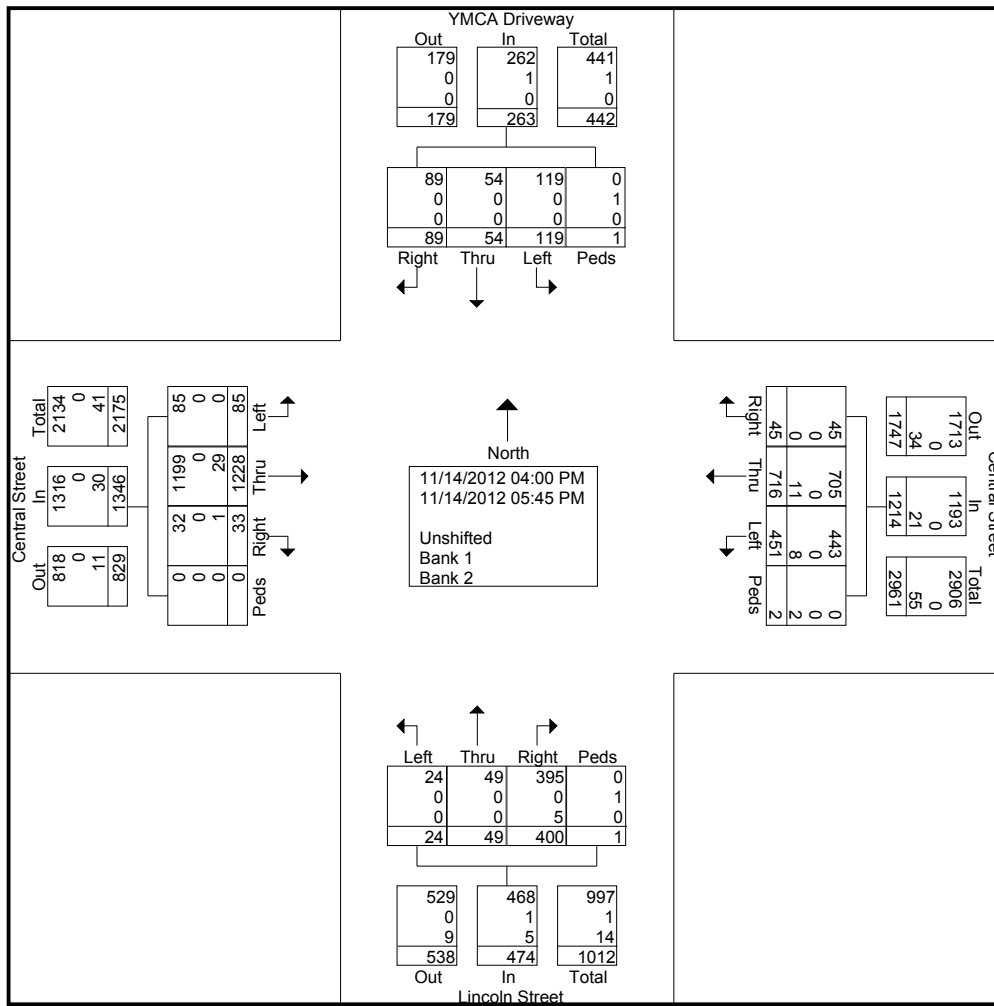 YMCA Driveway
Out In Total
179 262 441
0 1 1
0 0 0
179 263 442
89 54 119 0
0 0 0 1
0 0 0 0
89 54 119 1
Right Thru Left Peds
Central Street
Out In Total
818 1316 2134
0 0 0
11 30 41
829 1346 2175
Peds Right Thru Left
0 32 1199 85
0 0 0 0
0 1 29 0
0 33 1228 85
North
11/14/2012 04:00 PM
11/14/2012 05:45 PM
Unshifted
Bank 1
Bank 2
Central Street
Out In Total
1713 1193 2906
0 0 0
34 21 55
1747 1214 2961
45 705 443 0
0 0 0 0
0 11 8 2
45 716 451 2
Right Thru Left Peds
Left Thru Right Peds
24 49 395 0
0 0 0 1
0 0 5 0
24 49 400 1
529 468 997
0 1 1
9 5 14
538 474 1012
Out In Total
Lincoln Street